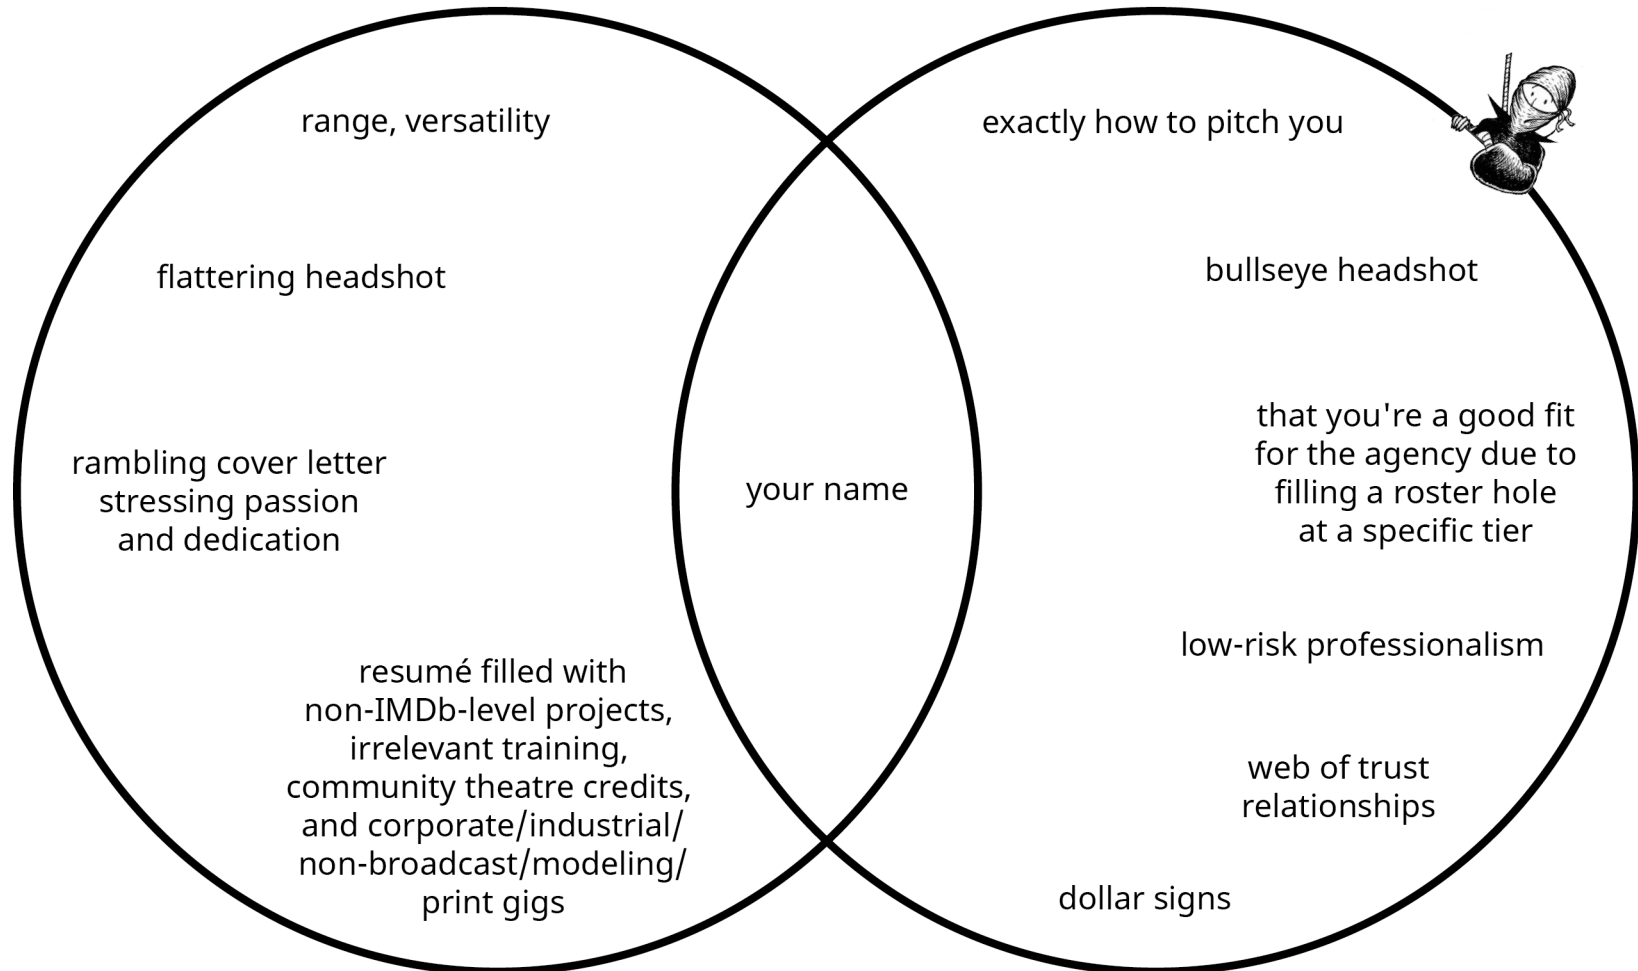 range, versatility
flattering headshot
rambling cover letter
stressing passion
and dedication
resumé filled with
non-IMDb-level projects,
irrelevant training,
community theatre credits,
and corporate/industrial/
non-broadcast/modeling/
print gigs
your name
exactly how to pitch you
bullseye headshot
that you're a good fit
for the agency due to
filling a roster hole
at a specific tier
low-risk professionalism
web of trust
relationships
dollar signs